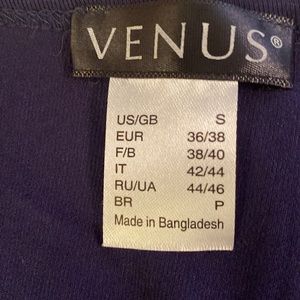 VENUS®
US/GB S
EUR 36/38
F/B 38/40
IT 42/44
RU/UA 44/46
BR P
Made in Bangladesh